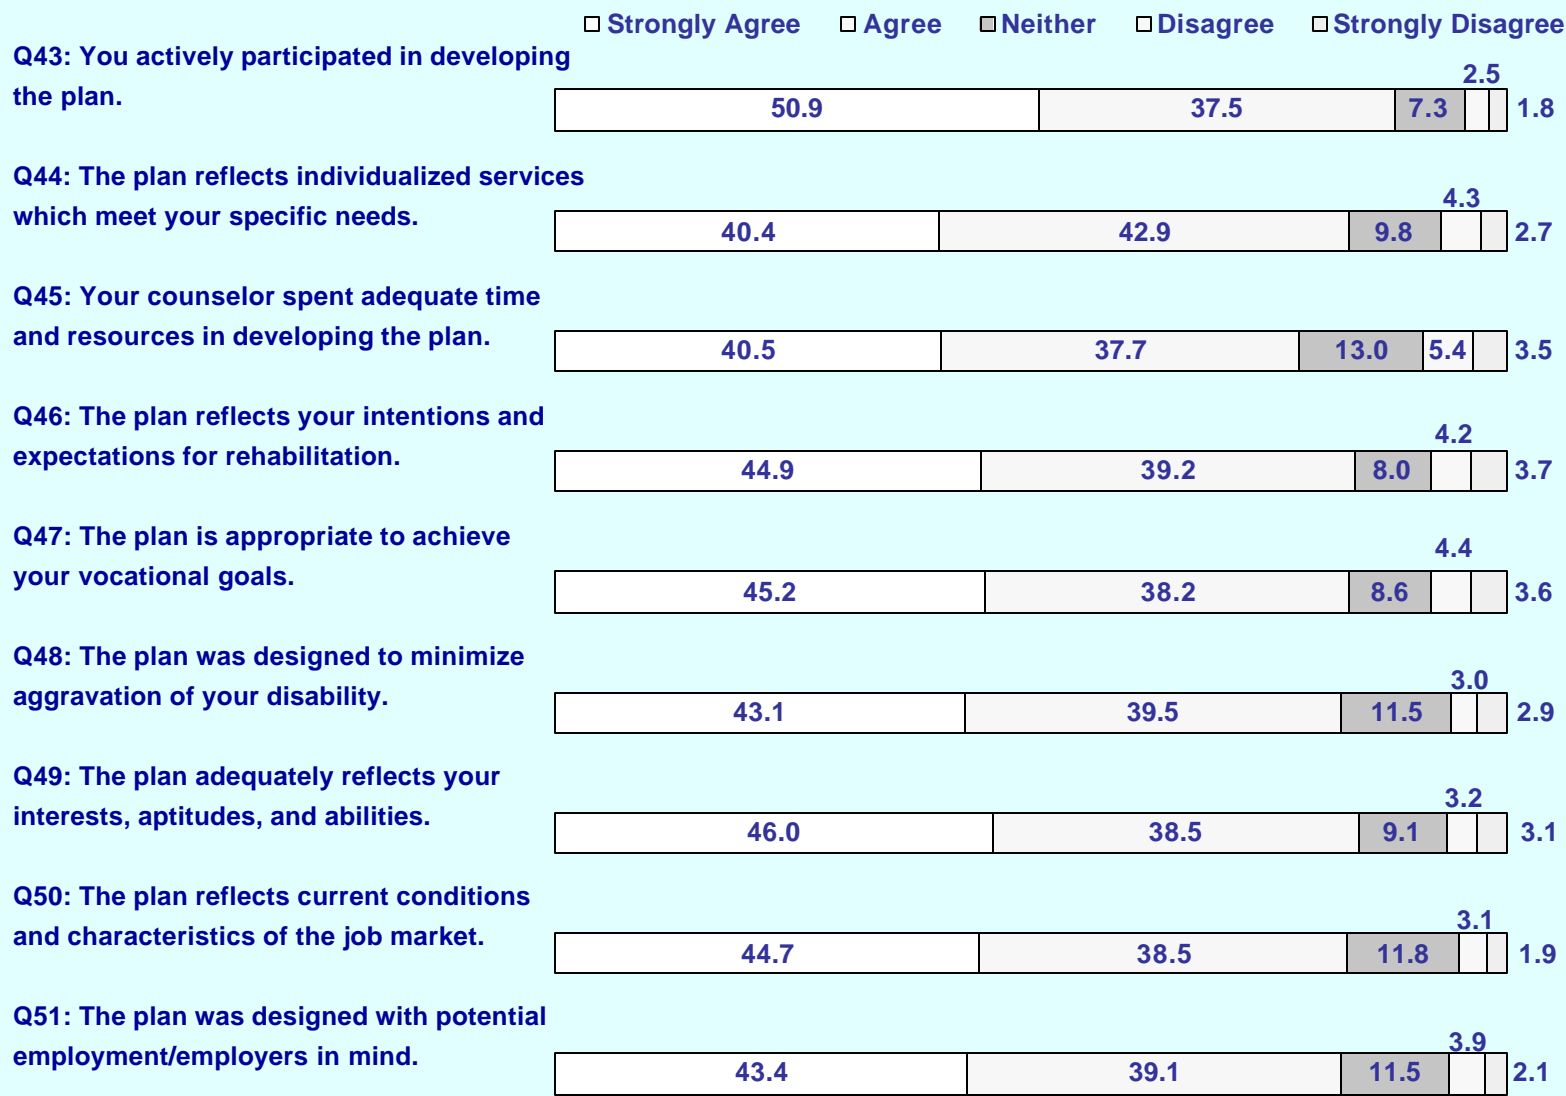 Strongly Agree Agree Neither Disagree Strongly Disagree
Q43: You actively participated in developing
the plan.
2.5
50.9 37.5 7.3 1.8
Q44: The plan reflects individualized services
which meet your specific needs.
4.3
40.4 42.9 9.8 2.7
Q45: Your counselor spent adequate time
and resources in developing the plan.
40.5 37.7 13.0 5.4 3.5
Q46: The plan reflects your intentions and
expectations for rehabilitation.
4.2
44.9 39.2 8.0 3.7
Q47: The plan is appropriate to achieve
your vocational goals.
4.4
45.2 38.2 8.6 3.6
Q48: The plan was designed to minimize
aggravation of your disability.
3.0
43.1 39.5 11.5 2.9
Q49: The plan adequately reflects your
interests, aptitudes, and abilities.
3.2
46.0 38.5 9.1 3.1
Q50: The plan reflects current conditions
and characteristics of the job market.
3.1
44.7 38.5 11.8 1.9
Q51: The plan was designed with potential
employment/employers in mind.
3.9
43.4 39.1 11.5 2.1